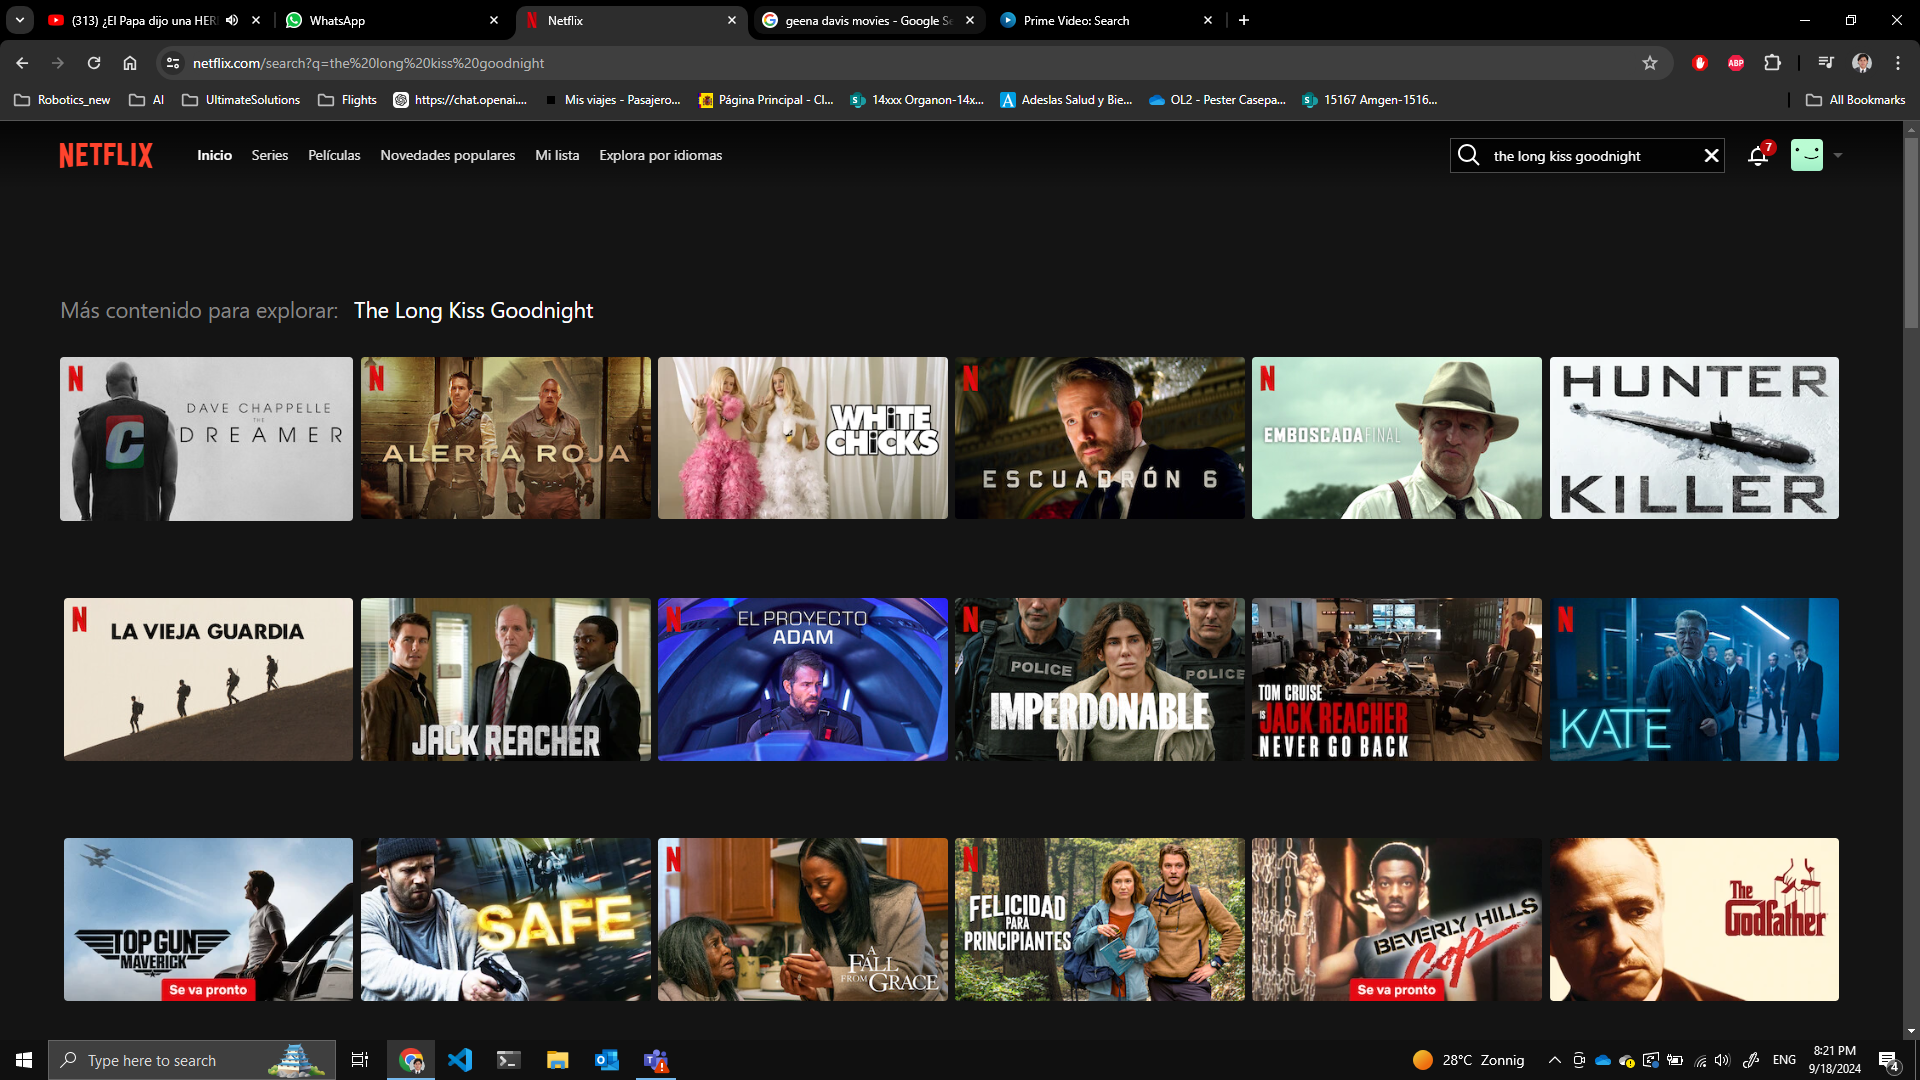 (313) ¿El Papa dijo una HER
WhatsApp
Netflix
geena davis movies - Google Se
Prime Video: Search
netflix.com/search?q=the%20long%20kiss%20goodnight
ABP
Robotics_new
AI
UltimateSolutions
Flights
https://chat.openai....
Mis viajes - Pasajero...
Página Principal - Cl...
14xxx Organon-14x...
Adeslas Salud y Bie...
OL2 - Pester Casepa...
15167 Amgen-1516...
All Bookmarks
NETFLIX
Inicio
Series
Películas
Novedades populares
Mi lista
Explora por idiomas
the long kiss goodnight
7
Más contenido para explorar: The Long Kiss Goodnight
N
C
DAVE CHAPPELLE
THE
DREAMER
N
ALERTA ROJA
WHITE
CHICKS
N
ESCUADRÓN 6
N
EMBOSCADA FINAL
HUNTER
KILLER
N
LA VIEJA GUARDIA
JACK REACHER
N
EL PROYECTO
ADAM
N
POLICE
POLICE
IMPERDONABLE
TOM CRUISE
IS
JACK REACHER
NEVER GO BACK
N
KATE
TOP GUN
MAVERICK
Se va pronto
SAFE
N
A
FALL
FROM GRACE
N
FELICIDAD
PARA
PRINCIPIANTES
BEVERLY HILLS
Cop
Se va pronto
The
Godfather
Type here to search
28°C Zonnig
ENG
8:21 PM
9/18/2024
4